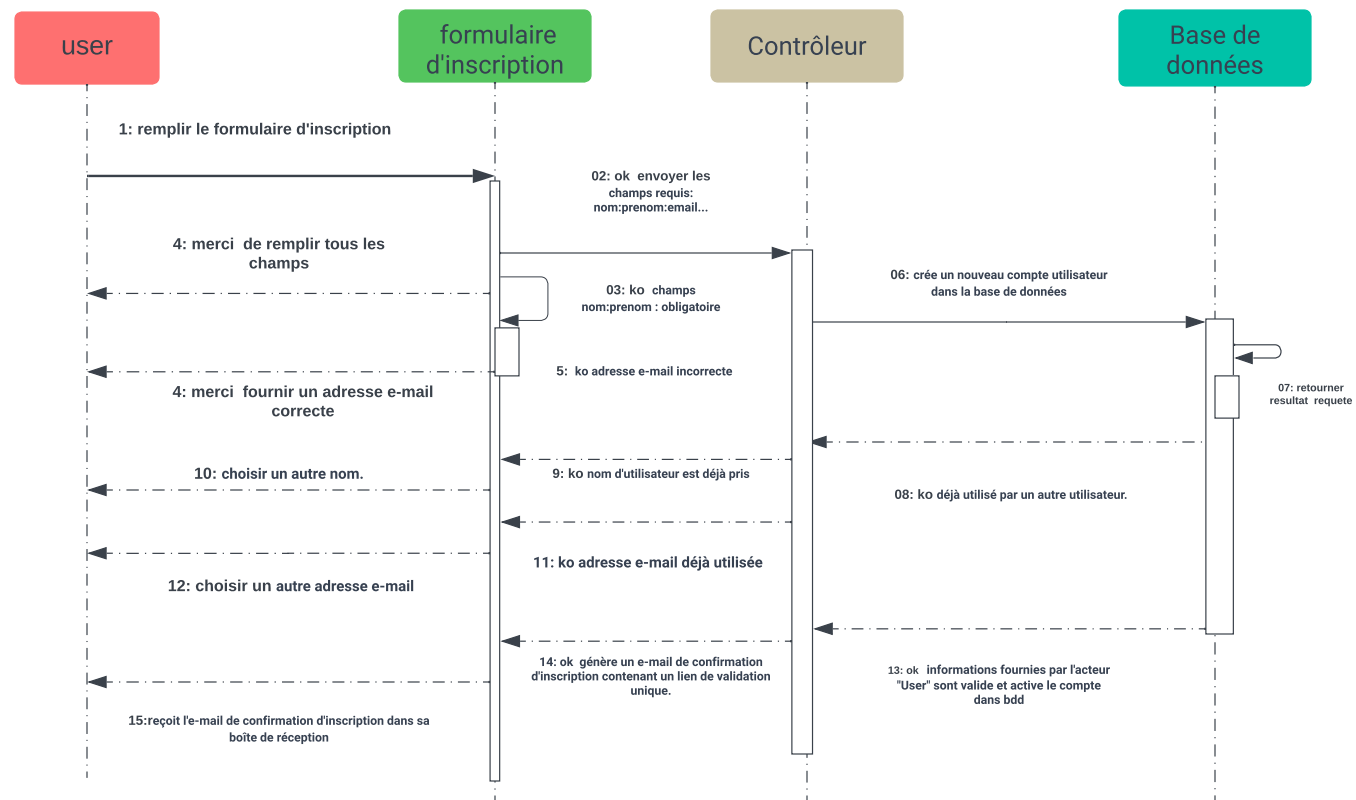 user
formulaire
d'inscription
Contrôleur
Base de
données
1: remplir le formulaire d'inscription
02: ok envoyer les
champs requis:
nom:prenom:email...
4: merci de remplir tous les
champs
06: crée un nouveau compte utilisateur
dans la base de données
03: ko champs
nom:prenom : obligatoire
5: ko adresse e-mail incorrecte
07: retourner
resultat requete
4: merci fournir un adresse e-mail
correcte
10: choisir un autre nom.
9: ko nom d'utilisateur est déjà pris
08: ko déjà utilisé par un autre utilisateur.
11: ko adresse e-mail déjà utilisée
12: choisir un autre adresse e-mail
14: ok génère un e-mail de confirmation
d'inscription contenant un lien de validation
unique.
13: ok informations fournies par l'acteur
"User" sont valide et active le compte
dans bdd
15:reçoit l'e-mail de confirmation d'inscription dans sa
boîte de réception